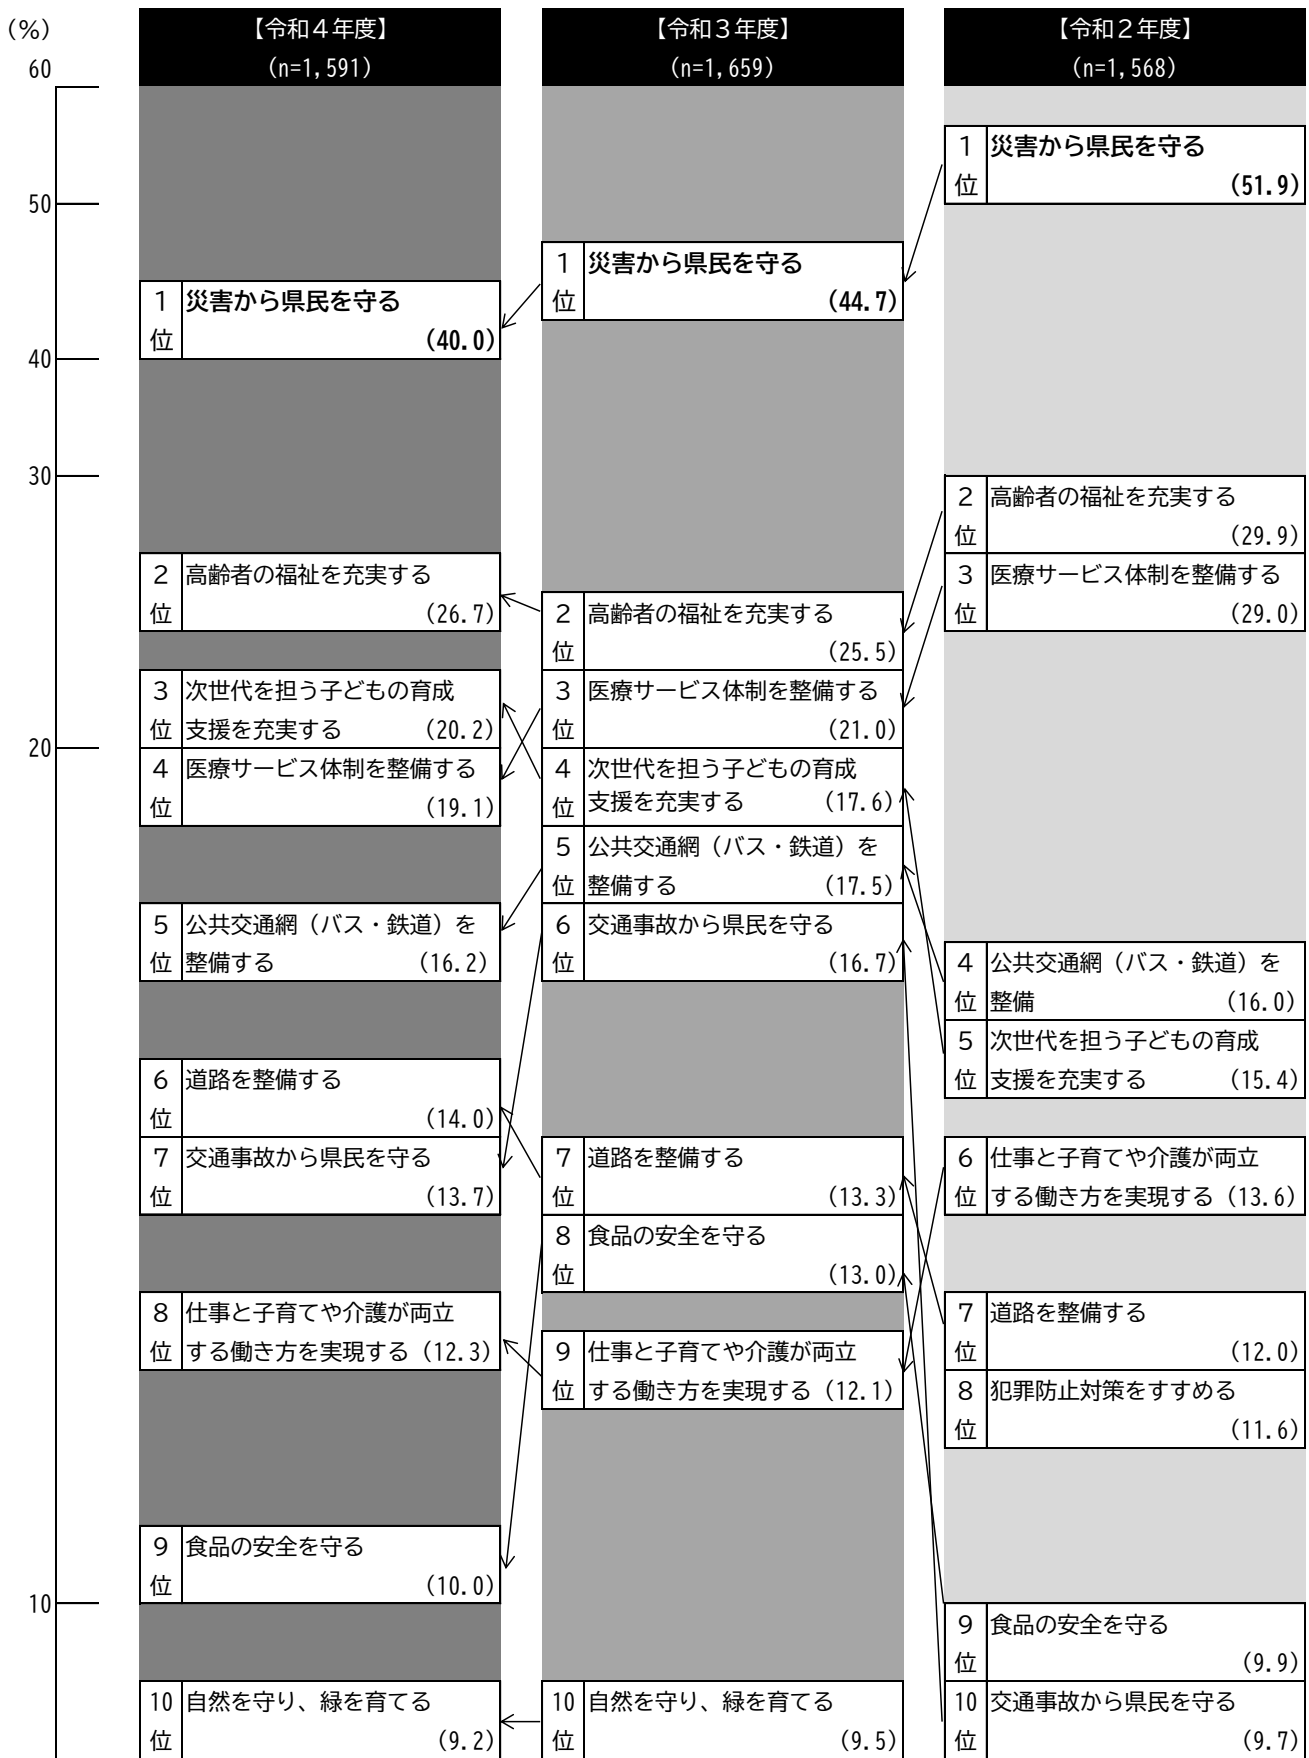 (%)
60
50
40
30
20
10
【令和４年度】
(n=1,591)
1位 災害から県民を守る
(40.0)
2位 高齢者の福祉を充実する
(26.7)
3位 次世代を担う子どもの育成
支援を充実する (20.2)
4位 医療サービス体制を整備する
(19.1)
5位 公共交通網（バス・鉄道）を
整備する (16.2)
6位 道路を整備する
(14.0)
7位 交通事故から県民を守る
(13.7)
8位 仕事と子育てや介護が両立
する働き方を実現する (12.3)
9位 食品の安全を守る
(10.0)
10位 自然を守り、緑を育てる
(9.2)
【令和３年度】
(n=1,659)
1位 災害から県民を守る
(44.7)
2位 高齢者の福祉を充実する
(25.5)
3位 医療サービス体制を整備する
(21.0)
4位 次世代を担う子どもの育成
支援を充実する (17.6)
5位 公共交通網（バス・鉄道）を
整備する (17.5)
6位 交通事故から県民を守る
(16.7)
7位 道路を整備する
(13.3)
8位 食品の安全を守る
(13.0)
9位 仕事と子育てや介護が両立
する働き方を実現する (12.1)
10位 自然を守り、緑を育てる
(9.5)
【令和２年度】
(n=1,568)
1位 災害から県民を守る
(51.9)
2位 高齢者の福祉を充実する
(29.9)
3位 医療サービス体制を整備する
(29.0)
4位 公共交通網（バス・鉄道）を
整備 (16.0)
5位 次世代を担う子どもの育成
支援を充実する (15.4)
6位 仕事と子育てや介護が両立
する働き方を実現する (13.6)
7位 道路を整備する
(12.0)
8位 犯罪防止対策をすすめる
(11.6)
9位 食品の安全を守る
(9.9)
10位 交通事故から県民を守る
(9.7)